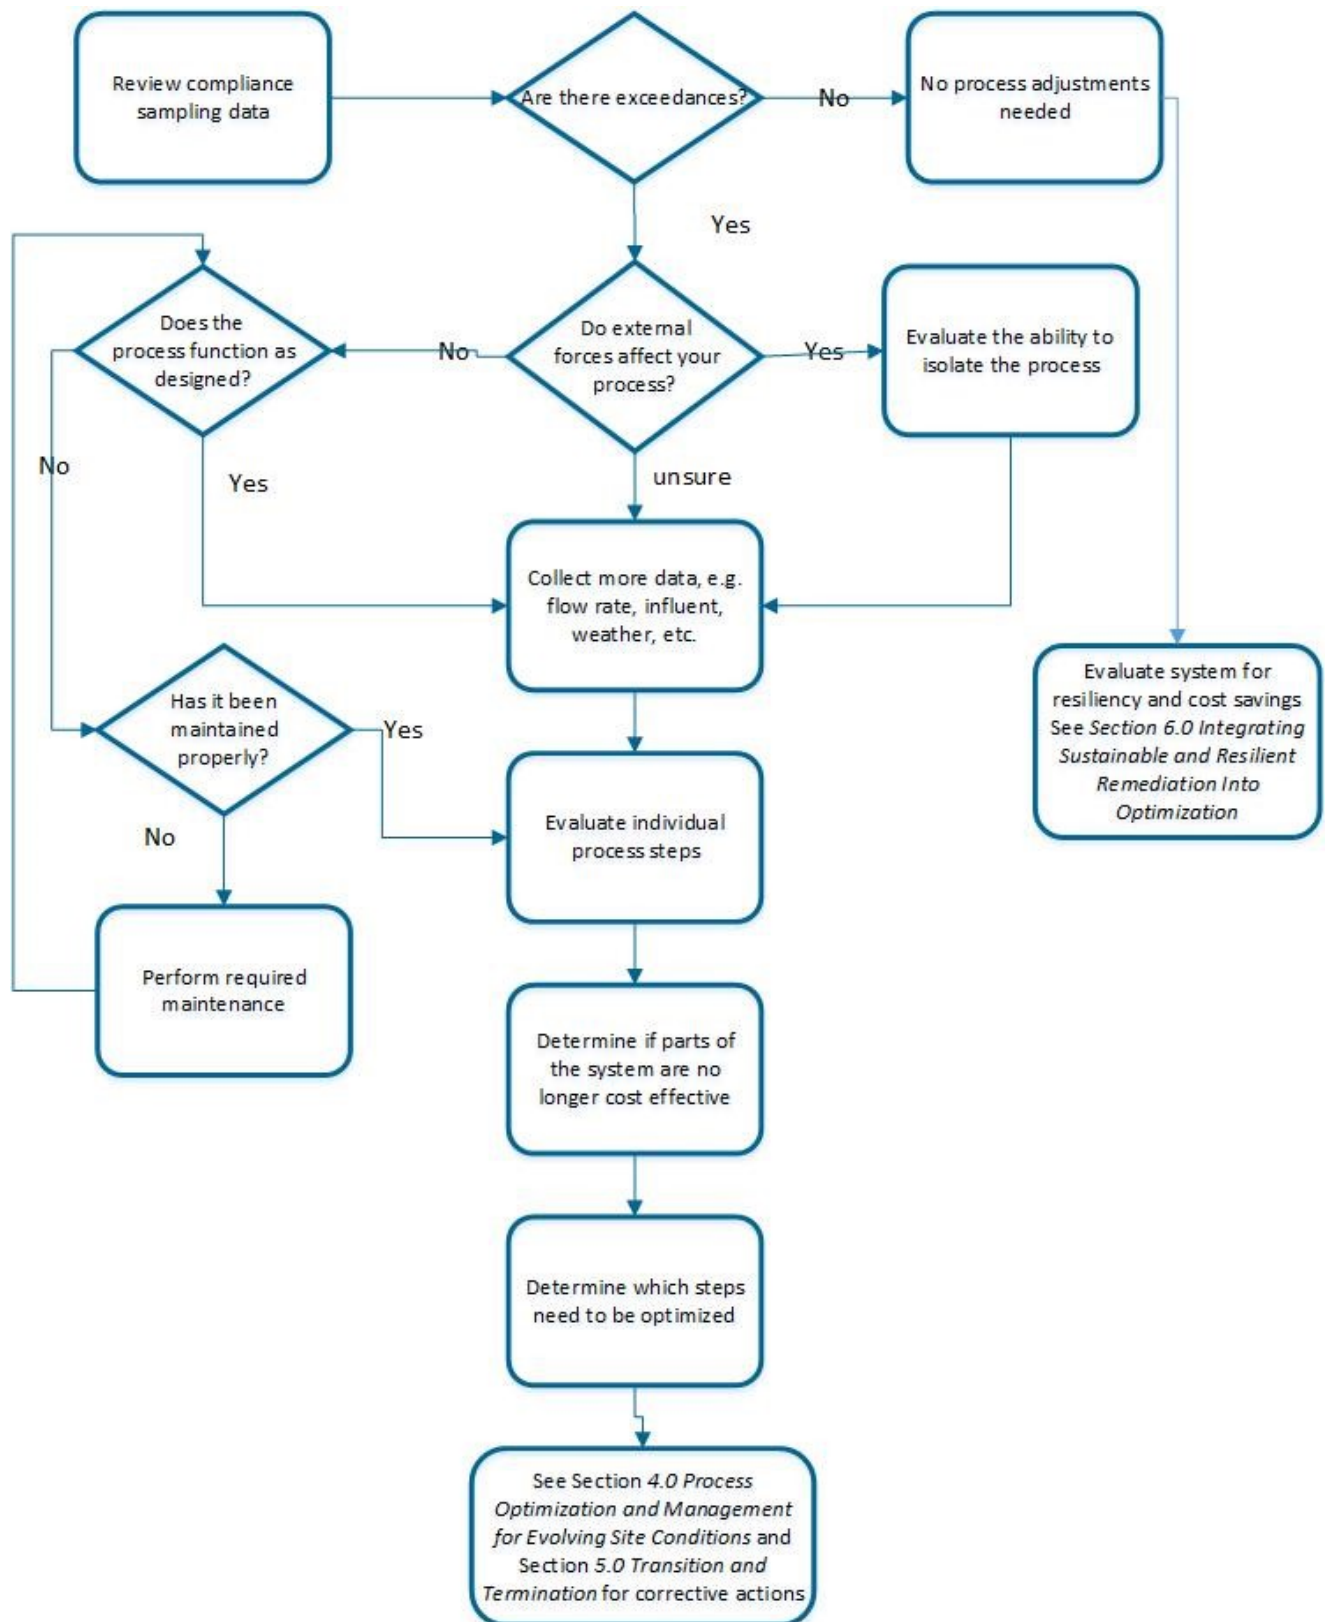 Review compliance
sampling data
Are there exceedances?
No
No process adjustments
needed
Yes
Does the
process function as
designed?
No
Do external
forces affect your
process?
Yes
Evaluate the ability to
isolate the process
No
Yes
unsure
Collect more data, e.g.
flow rate, influent,
weather, etc.
Has it been
maintained
properly?
Yes
Evaluate system for
resiliency and cost savings
See Section 6.0 Integrating
Sustainable and Resilient
Remediation Into
Optimization
No
Evaluate individual
process steps
Perform required
maintenance
Determine if parts of
the system are no
longer cost effective
Determine which steps
need to be optimized
See Section 4.0 Process
Optimization and Management
for Evolving Site Conditions and
Section 5.0 Transition and
Termination for corrective actions